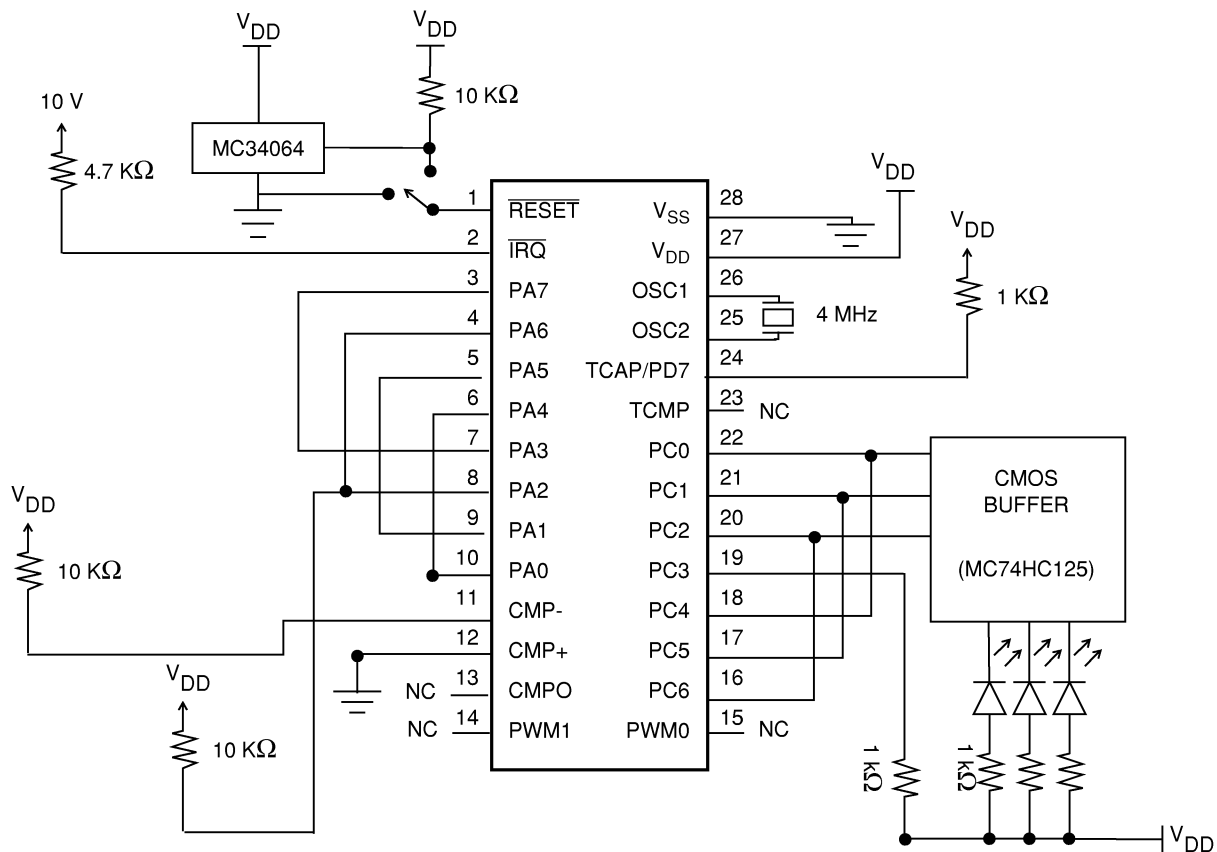 VDD
VDD
10 KΩ
10 V
MC34064
4.7 KΩ
VDD
1
RESET
VSS
28
2
IRQ
VDD
27
VDD
3
PA7
OSC1
26
1 KΩ
4
PA6
OSC2
25
4 MHz
5
PA5
TCAP/PD7
24
6
PA4
TCMP
23
NC
7
PA3
PC0
22
8
PA2
PC1
21
CMOS
BUFFER
(MC74HC125)
VDD
9
PA1
PC2
20
10 KΩ
10
PA0
PC3
19
11
CMP-
PC4
18
12
CMP+
PC5
17
VDD
NC
13
CMPO
PC6
16
NC
14
PWM1
PWM0
15
NC
10 KΩ
1 kΩ
1 kΩ
VDD